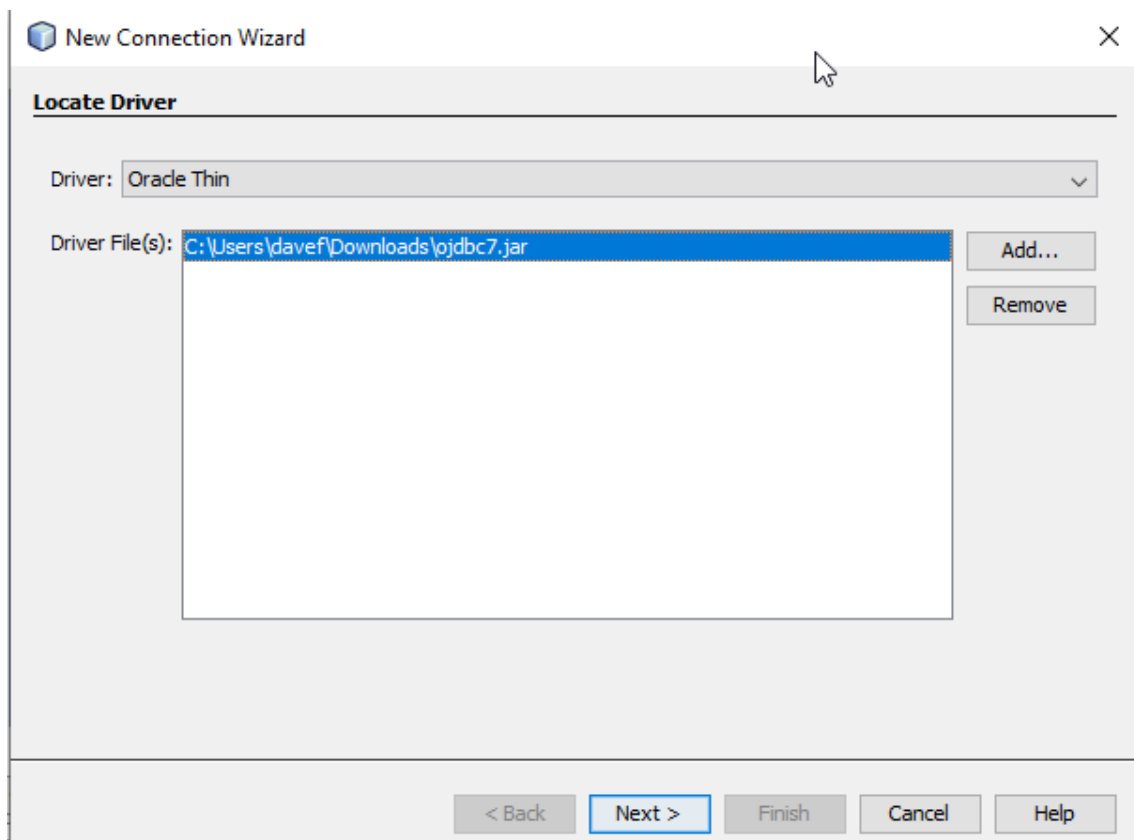 New Connection Wizard
Locate Driver
Driver: Oracle Thin
Driver File(s): C:\Users\davef\Downloads\ojdbc7.jar
Add...
Remove
< Back Next > Finish Cancel Help